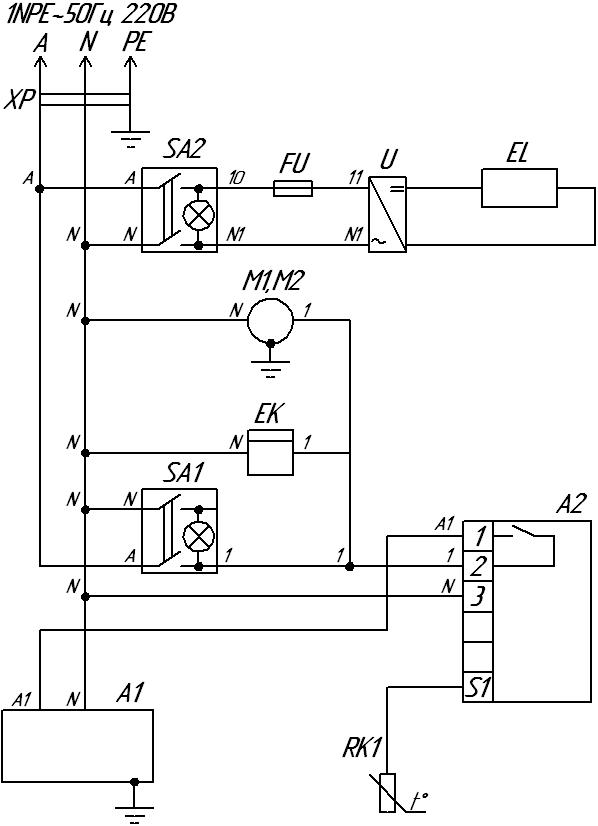 1NPE~50Гц 220В
A N PE
XP
SA2
FU
U
EL
A A 10 11
N N N1 N1
M1,M2
N N 1
EK
N N 1
SA1
N N
A2
A1 1
A 1 1 1 2
N N 3
A1 N A1
S1
RK1
t°